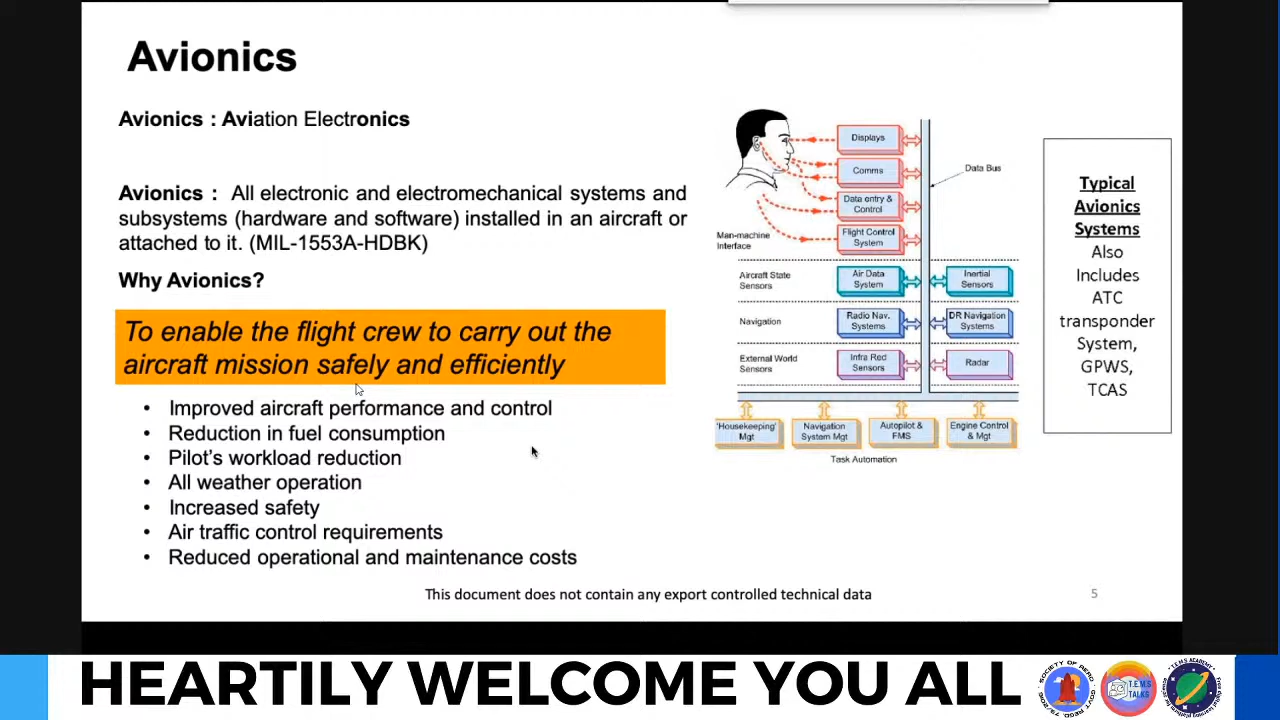 Avionics
Avionics : Aviation Electronics
Avionics : All electronic and electromechanical systems and
subsystems (hardware and software) installed in an aircraft or
attached to it. (MIL-1553A-HDBK)
Why Avionics?
To enable the flight crew to carry out the
aircraft mission safely and efficiently
• Improved aircraft performance and control
• Reduction in fuel consumption
• Pilot's workload reduction
• All weather operation
• Increased safety
• Air traffic control requirements
• Reduced operational and maintenance costs
Displays
Comms
Data entry &
Control
Flight Control
System
Data Bus
Man-machine
Interface
Aircraft State
Sensors
Air Data
System
Inertial
Sensors
Navigation
Radio Nav.
Systems
DR Navigation
Systems
External World
Sensors
Infra Red
Sensors
Radar
'Housekeeping'
Mgt
Navigation
System Mgt
Autopilot &
FMS
Engine Control
& Mgt
Task Automation
Typical
Avionics
Systems
Also
Includes
ATC
transponder
System,
GPWS,
TCAS
This document does not contain any export controlled technical data
5
HEARTILY WELCOME YOU ALL
SOCIETY OF AERO
T.E.M.S
TALKS
T.E.M.S ACADEMY